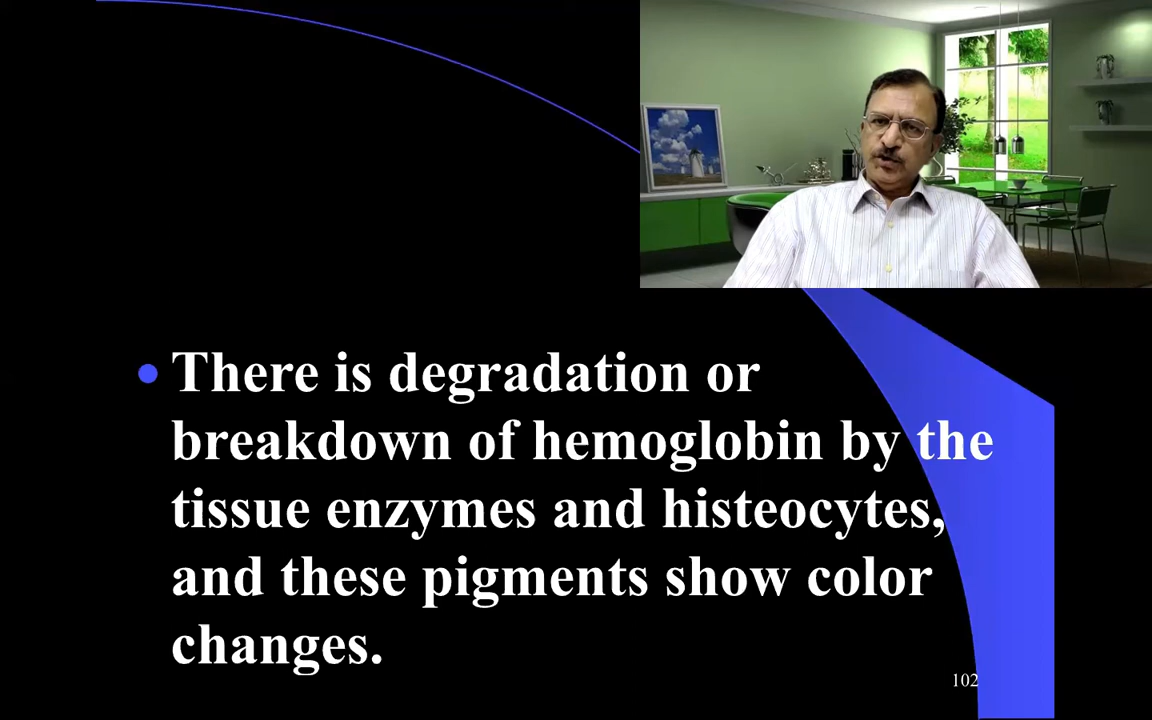 There is degradation or
breakdown of hemoglobin by the
tissue enzymes and histeocytes,
and these pigments show color
changes.
102